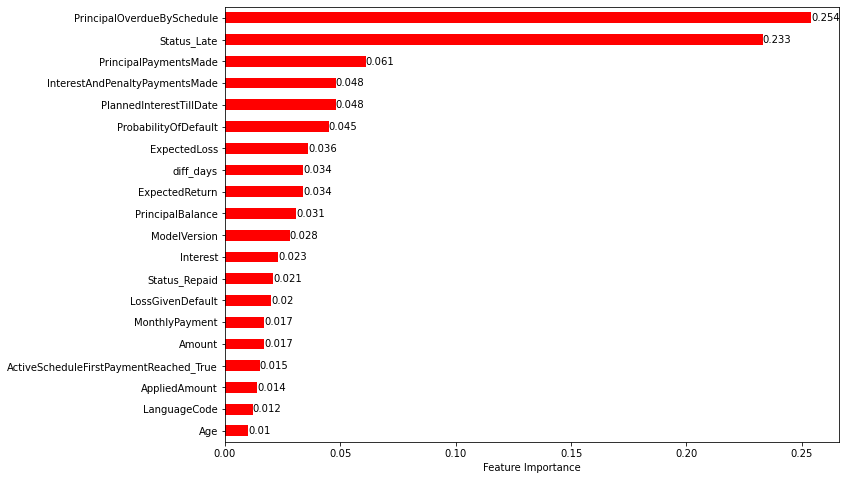 PrincipalOverdueBySchedule 0.254
Status_Late 0.233
PrincipalPaymentsMade 0.061
InterestAndPenaltyPaymentsMade 0.048
PlannedInterestTillDate 0.048
ProbabilityOfDefault 0.045
ExpectedLoss 0.036
diff_days 0.034
ExpectedReturn 0.034
PrincipalBalance 0.031
ModelVersion 0.028
Interest 0.023
Status_Repaid 0.021
LossGivenDefault 0.02
MonthlyPayment 0.017
Amount 0.017
ActiveScheduleFirstPaymentReached_True 0.015
AppliedAmount 0.014
LanguageCode 0.012
Age 0.01
0.00 0.05 0.10 0.15 0.20 0.25
Feature Importance